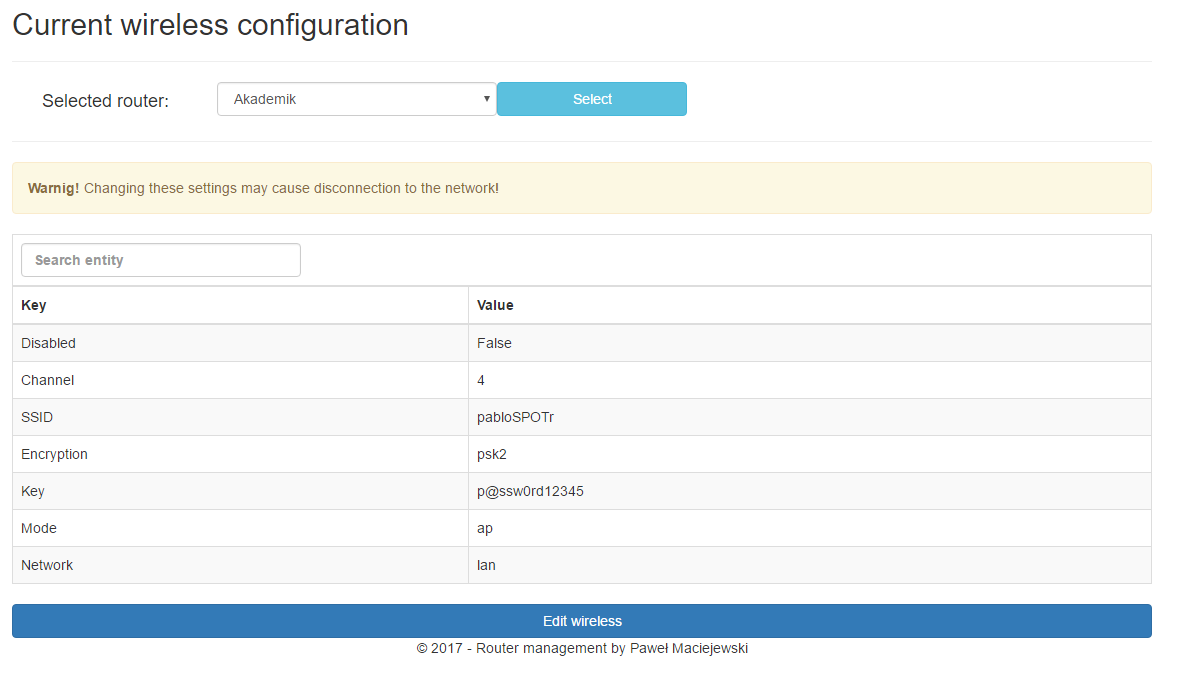 Current wireless configuration
Selected router: Akademik Select
Warnig! Changing these settings may cause disconnection to the network!
Search entity
Key Value
Disabled False
Channel 4
SSID pabloSPOTr
Encryption psk2
Key p@ssw0rd12345
Mode ap
Network lan
Edit wireless
© 2017 - Router management by Paweł Maciejewski